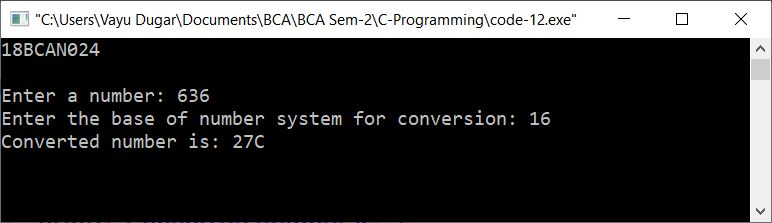 "C:\Users\Vayu Dugar\Documents\BCA\BCA Sem-2\C-Programming\code-12.exe"
18BCAN024
Enter a number: 636
Enter the base of number system for conversion: 16
Converted number is: 27C